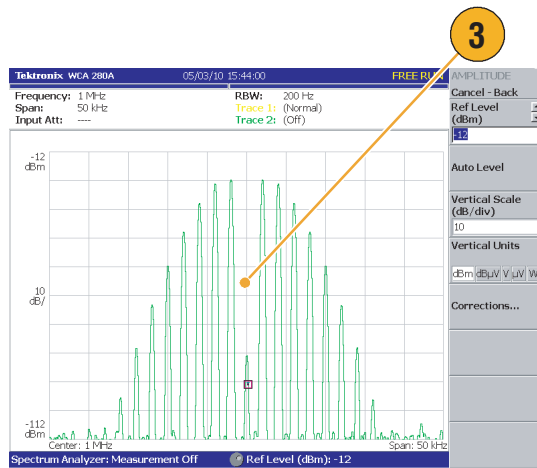 3
Tektronix WCA 280A 05/03/10 15:44:00 FREE RUN
Frequency: 1 MHz RBW: 200 Hz
Span: 50 kHz Trace 1: (Normal)
Input Att: ---- Trace 2: (Off)
-12
dBm
10
dB/
-112
dBm
Center: 1 MHz Span: 50 kHz
Spectrum Analyzer: Measurement Off Ref Level (dBm): -12
AMPLITUDE
Cancel - Back
Ref Level
(dBm)
-12
Auto Level
Vertical Scale
(dB/div)
10
Vertical Units
dBm dBµV V µV W
Corrections...